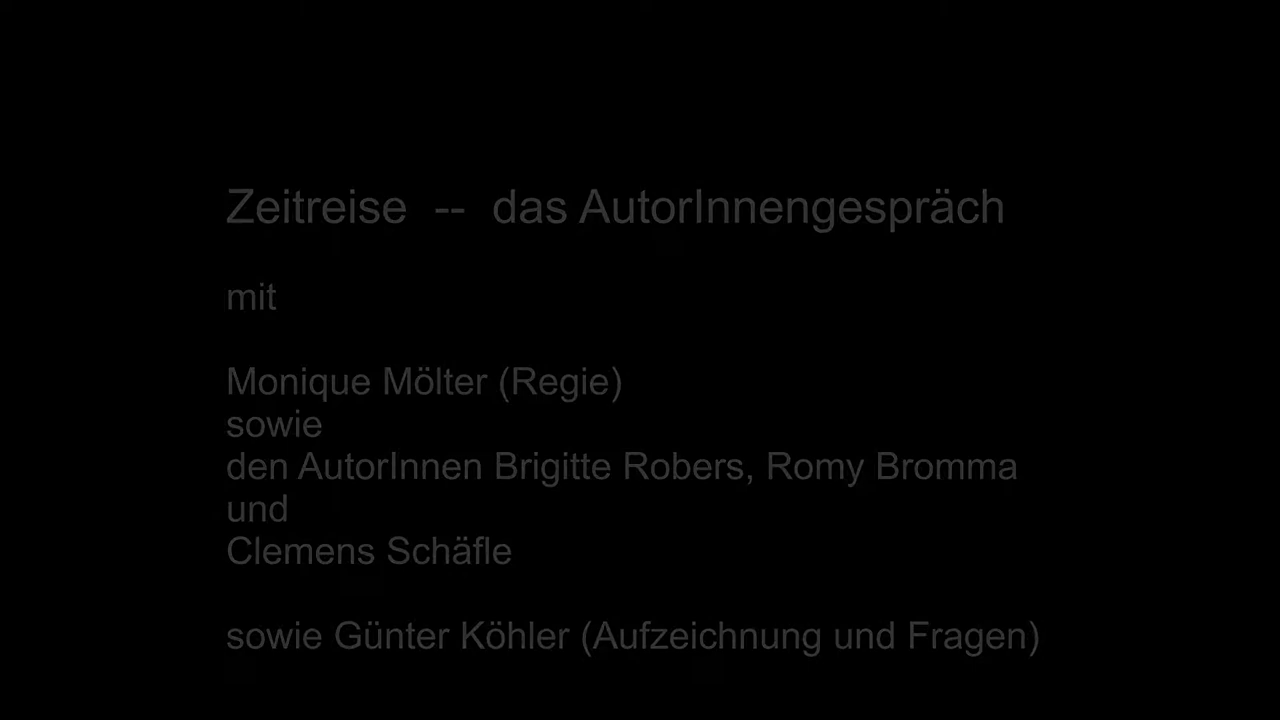 Zeitreise -- das AutorInnengespräch
mit
Monique Mölter (Regie)
sowie
den AutorInnen Brigitte Robers, Romy Bromma
und
Clemens Schäfle
sowie Günter Köhler (Aufzeichnung und Fragen)